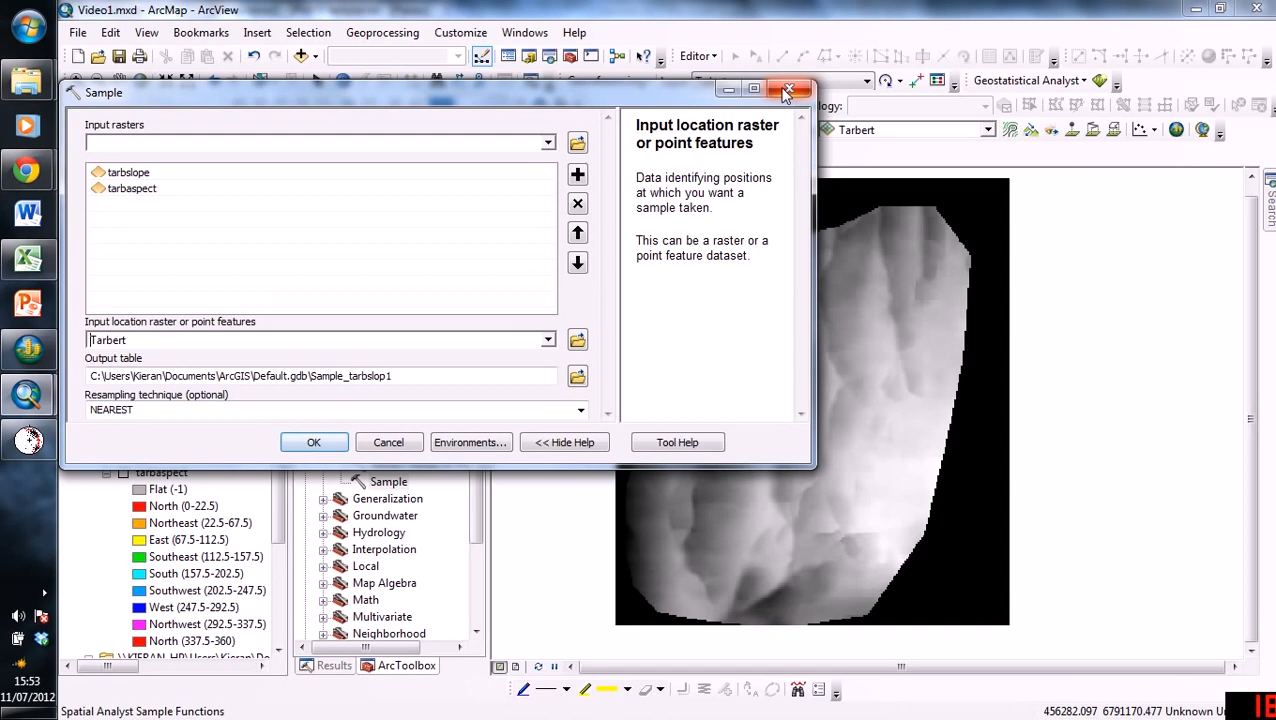 Video1.mxd - ArcMap - ArcView
File Edit View Bookmarks Insert Selection Geoprocessing Customize Windows Help
Editor
Sample
Geostatistical Analyst
Tarbert
Input rasters
tarbslope
tarbaspect
Input location raster or point features
Tarbert
Output table
C:\Users\Kieran\Documents\ArcGIS\Default.gdb\Sample_tarbslop1
Resampling technique (optional)
NEAREST
OK Cancel Environments... << Hide Help Tool Help
Input location raster
or point features
Data identifying positions
at which you want a
sample taken.
This can be a raster or a
point feature dataset.
Search
tarbaspect
Flat (-1)
North (0-22.5)
Northeast (22.5-67.5)
East (67.5-112.5)
Southeast (112.5-157.5)
South (157.5-202.5)
Southwest (202.5-247.5)
West (247.5-292.5)
Northwest (292.5-337.5)
North (337.5-360)
Sample
Generalization
Groundwater
Hydrology
Interpolation
Local
Map Algebra
Math
Multivariate
Neighborhood
Results ArcToolbox
15:53
11/07/2012
Spatial Analyst Sample Functions
456282.097 6791170.477 Unknown